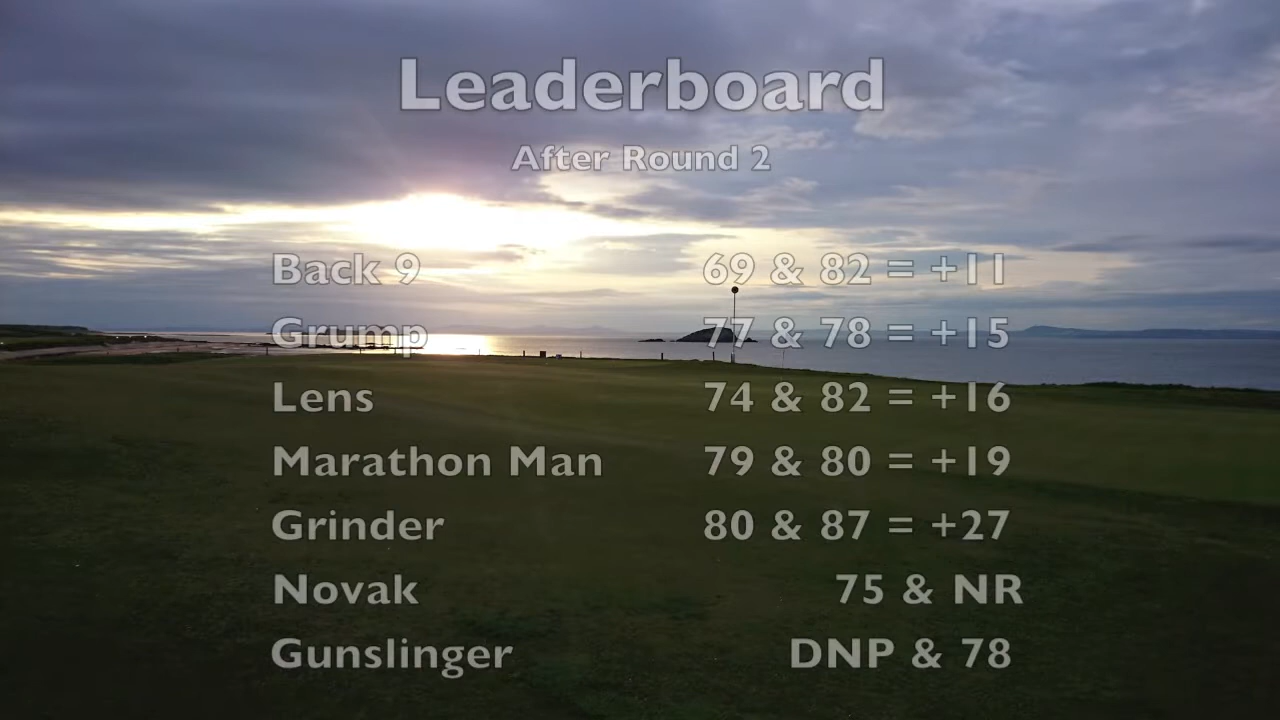 Leaderboard
After Round 2
Back 9 69 & 82 = +11
Grump 77 & 78 = +15
Lens 74 & 82 = +16
Marathon Man 79 & 80 = +19
Grinder 80 & 87 = +27
Novak 75 & NR
Gunslinger DNP & 78